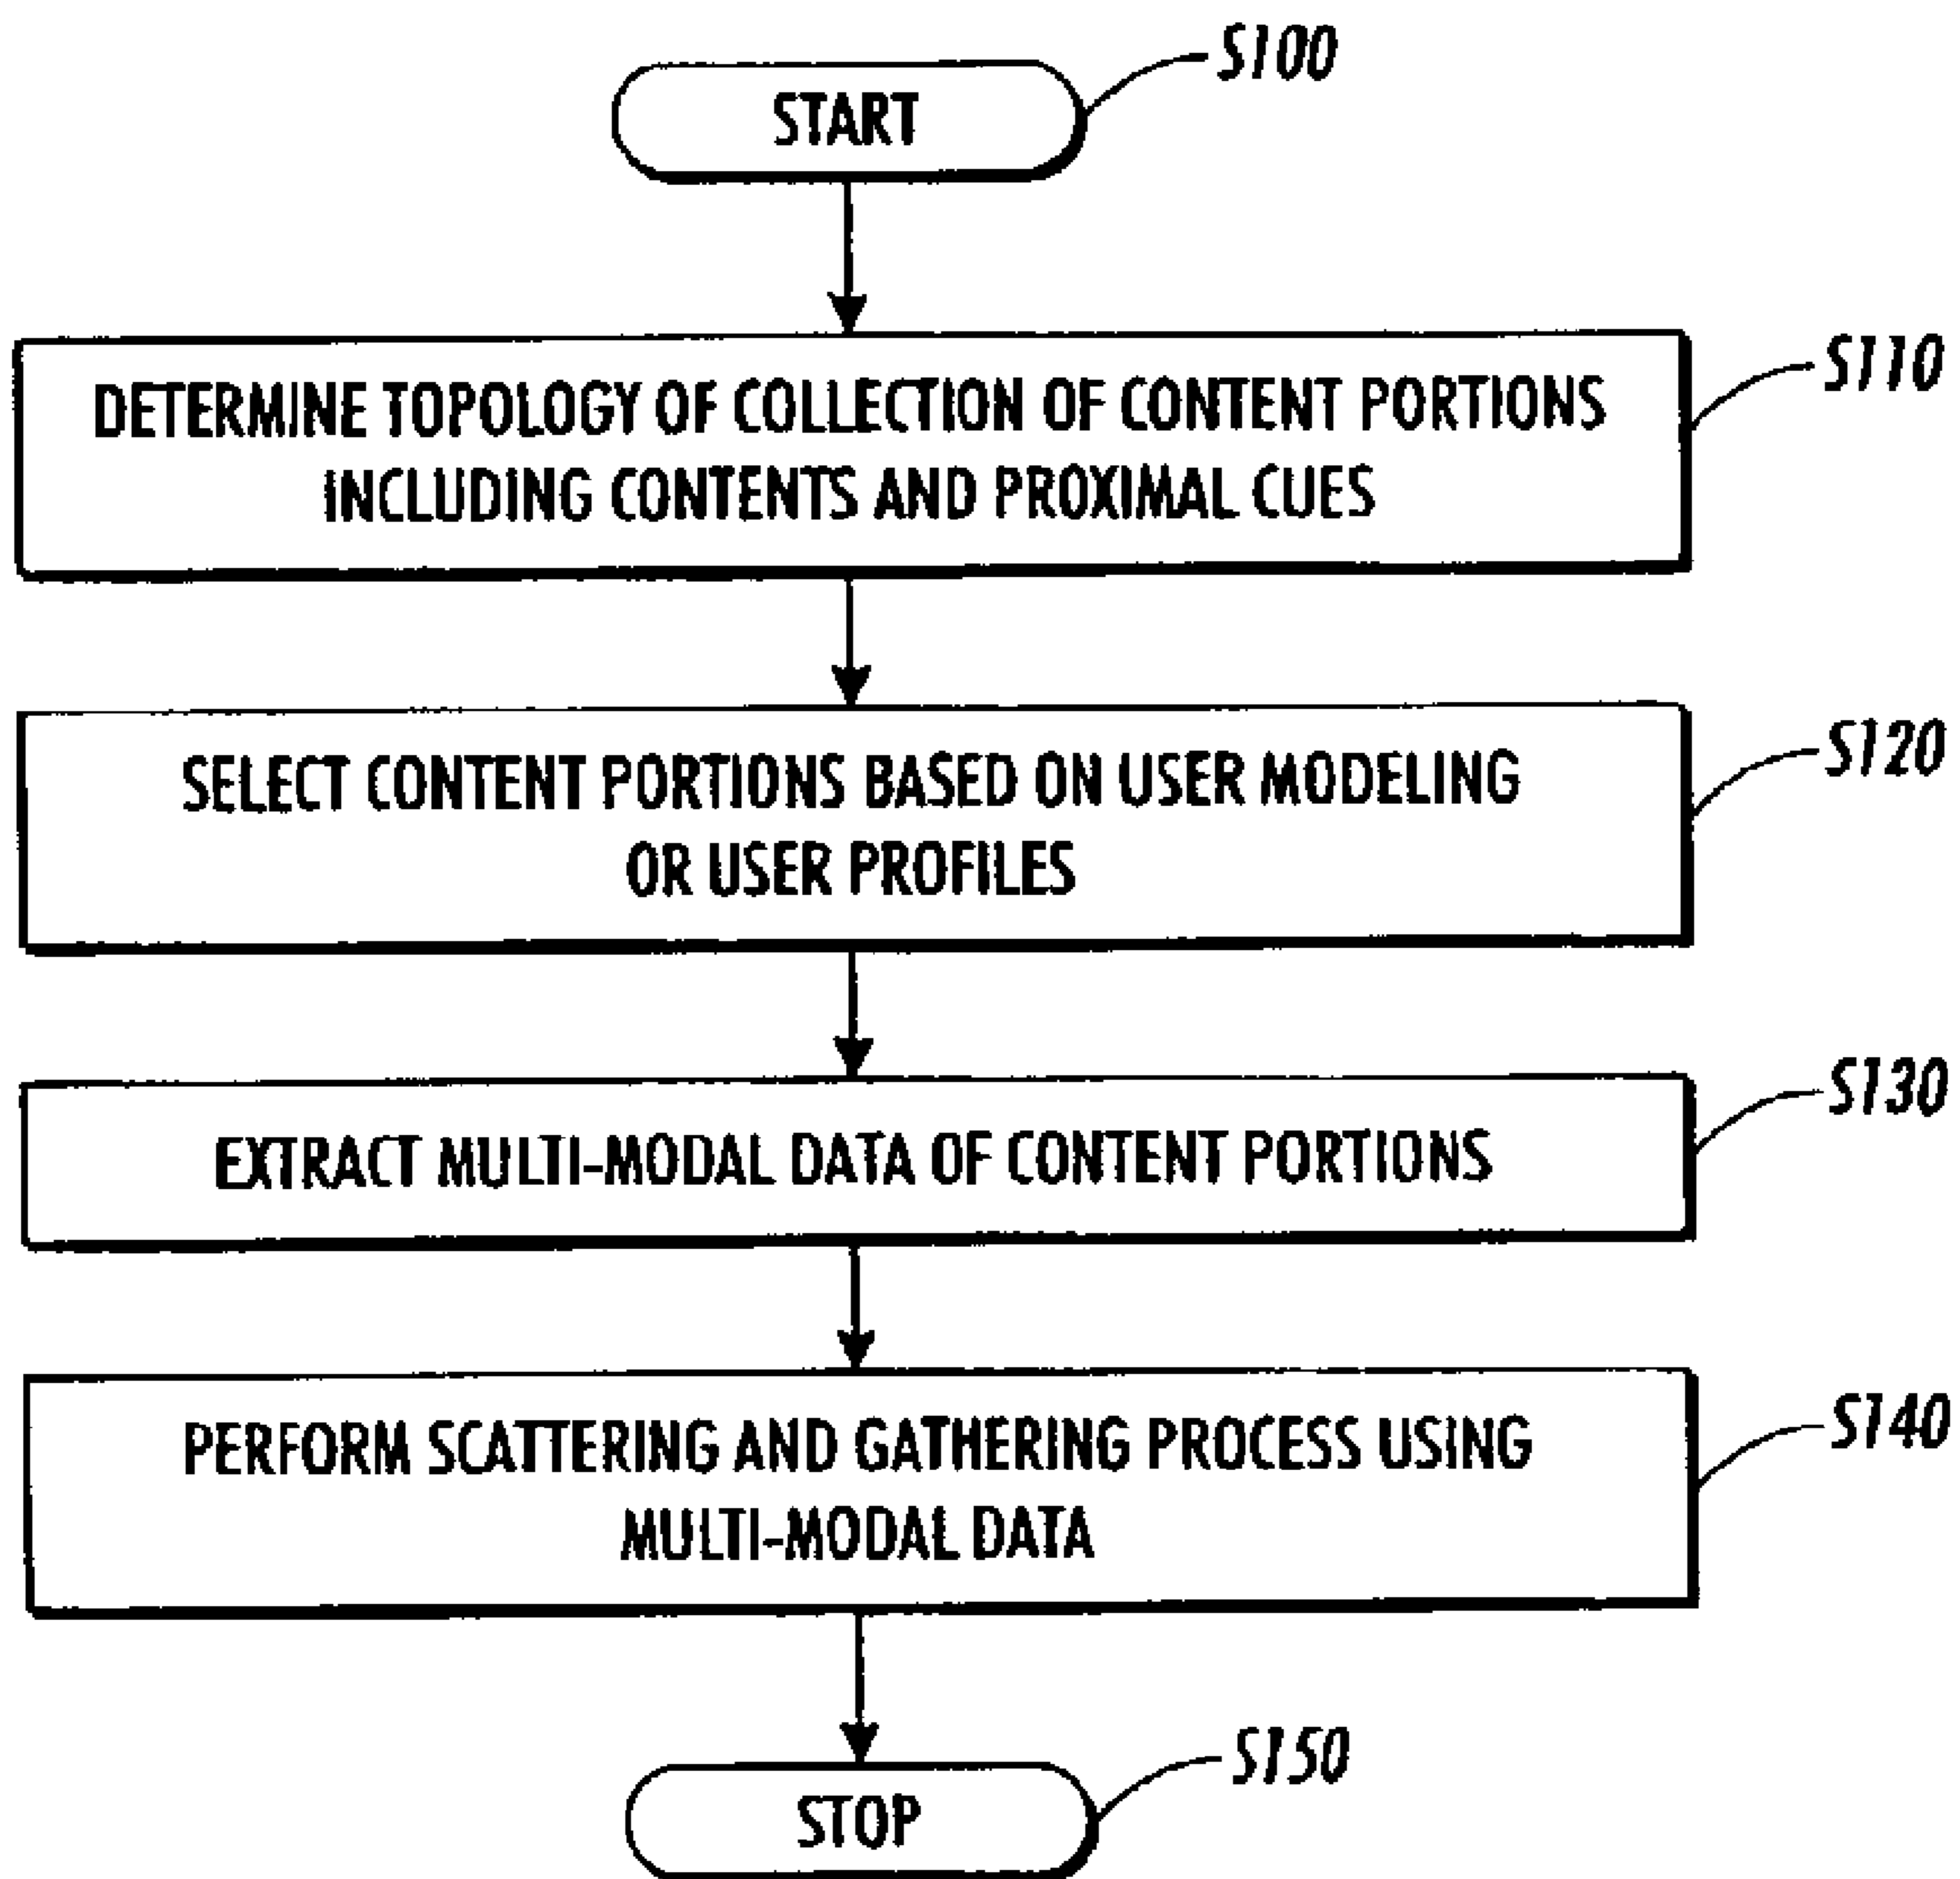 S100
START
S110
DETERMINE TOPOLOGY OF COLLECTION OF CONTENT PORTIONS
INCLUDING CONTENTS AND PROXIMAL CUES
S120
SELECT CONTENT PORTIONS BASED ON USER MODELING
OR USER PROFILES
S130
EXTRACT MULTI-MODAL DATA OF CONTENT PORTIONS
S140
PERFORM SCATTERING AND GATHERING PROCESS USING
MULTI-MODAL DATA
S150
STOP